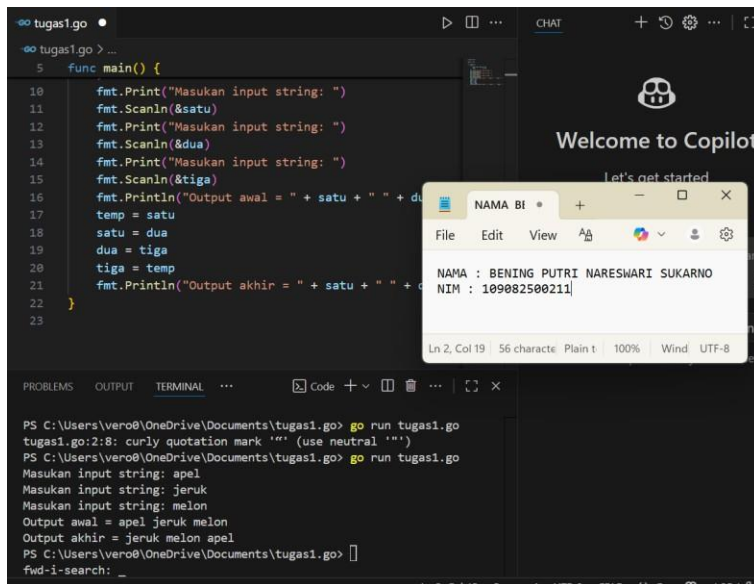 tugas1.go
CHAT
tugas1.go > ...
5 func main() {
10 fmt.Print("Masukan input string: ")
11 fmt.Scanln(&satu)
12 fmt.Print("Masukan input string: ")
13 fmt.Scanln(&dua)
14 fmt.Print("Masukan input string: ")
15 fmt.Scanln(&tiga)
16 fmt.Println("Output awal = " + satu + " " + du
17 temp = satu
18 satu = dua
19 dua = tiga
20 tiga = temp
21 fmt.Println("Output akhir = " + satu + " " +
22 }
23
Welcome to Copilot
Let's get started
NAMA BE
File Edit View
NAMA : BENING PUTRI NARESWARI SUKARNO
NIM : 109082500211
Ln 2, Col 19 56 characte Plain t 100% Wind UTF-8
PROBLEMS OUTPUT TERMINAL ... Code
PS C:\Users\vero0\OneDrive\Documents\tugas1.go> go run tugas1.go
tugas1.go:2:8: curly quotation mark '“' (use neutral '"')
PS C:\Users\vero0\OneDrive\Documents\tugas1.go> go run tugas1.go
Masukan input string: apel
Masukan input string: jeruk
Masukan input string: melon
Output awal = apel jeruk melon
Output akhir = jeruk melon apel
PS C:\Users\vero0\OneDrive\Documents\tugas1.go>
fwd-i-search: _